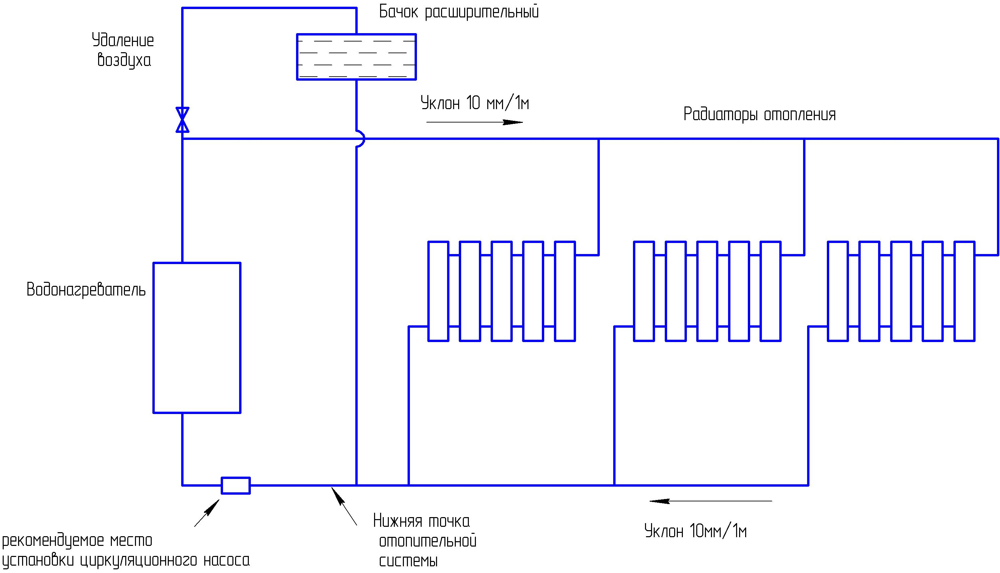 Бачок расширительный
Удаление
воздуха
Уклон 10 мм/1м
Радиаторы отопления
Водонагреватель
Нижняя точка
отопительной
системы
Уклон 10мм/1м
рекомендуемое место
установки циркуляционного насоса